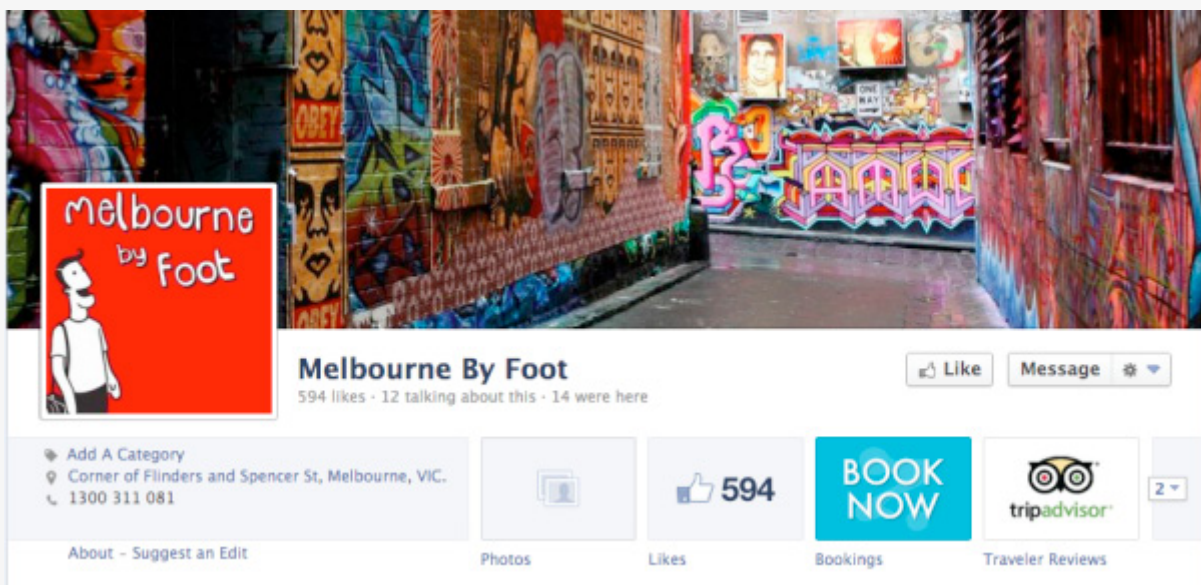 OBEY
ONE
WAY
OBEY
melbourne
by
foot
Melbourne By Foot
594 likes · 12 talking about this · 14 were here
Like
Message
Add A Category
Corner of Flinders and Spencer St, Melbourne, VIC.
1300 311 081
About – Suggest an Edit
594
BOOK
NOW
tripadvisor
2
Photos
Likes
Bookings
Traveler Reviews